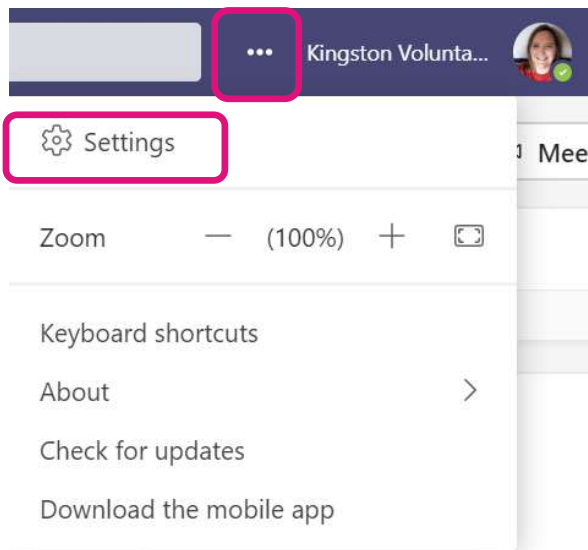 ... Kingston Volunta...
Settings
Mee
Zoom — (100%) +
Keyboard shortcuts
About >
Check for updates
Download the mobile app